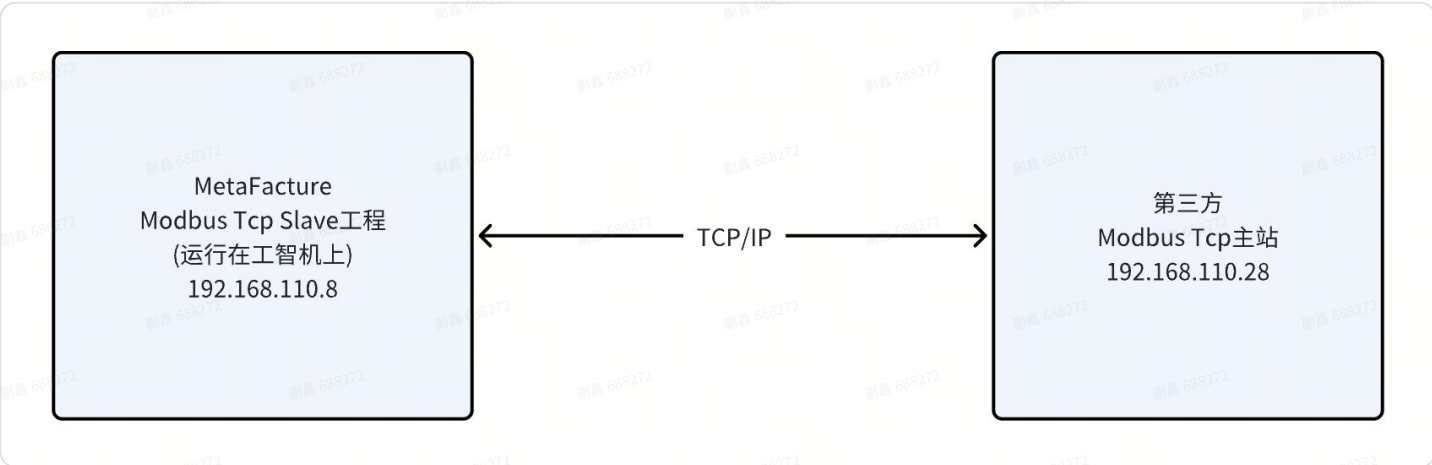 MetaFacture
Modbus Tcp Slave工程
(运行在工智机上)
192.168.110.8
TCP/IP
第三方
Modbus Tcp主站
192.168.110.28